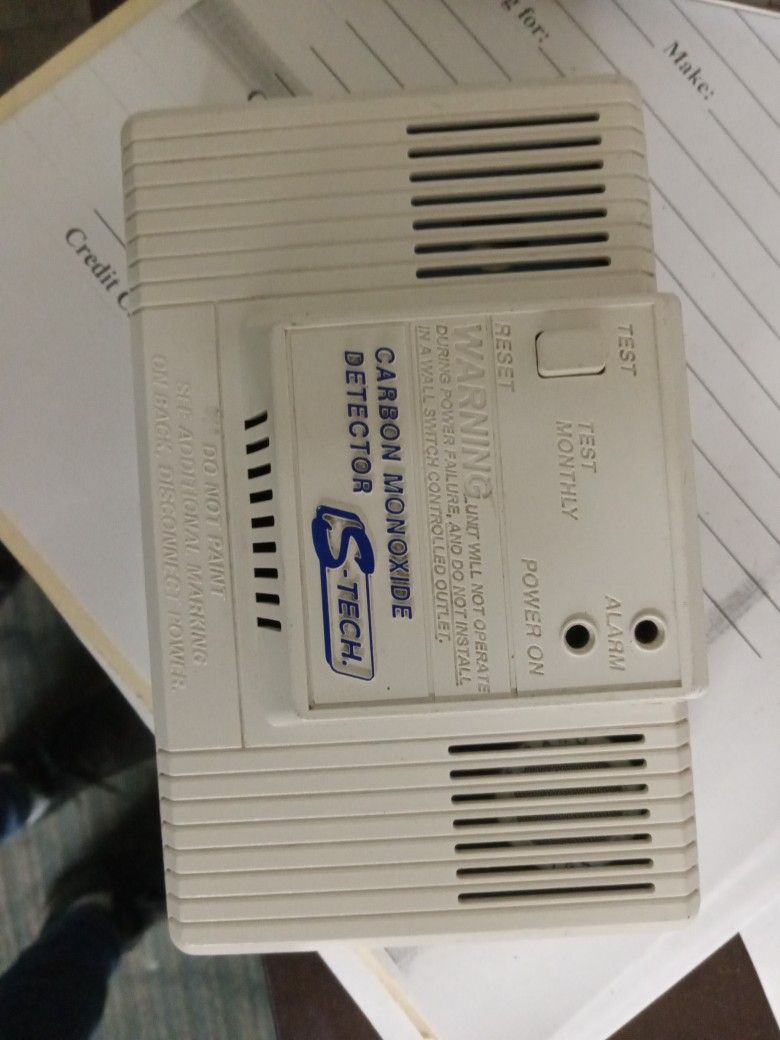 TEST
RESET
TEST
MONTHLY
ALARM
POWER ON
WARNING UNIT WILL NOT OPERATE
DURING POWER FAILURE, AND DO NOT INSTALL
IN A WALL SWITCH CONTROLLED OUTLET.
CARBON MONOXIDE
DETECTOR
S-TECH.
DO NOT PAINT
SEE ADDITIONAL MARKING
ON BACK, DISCONNECT POWER
for:
Make:
Credit